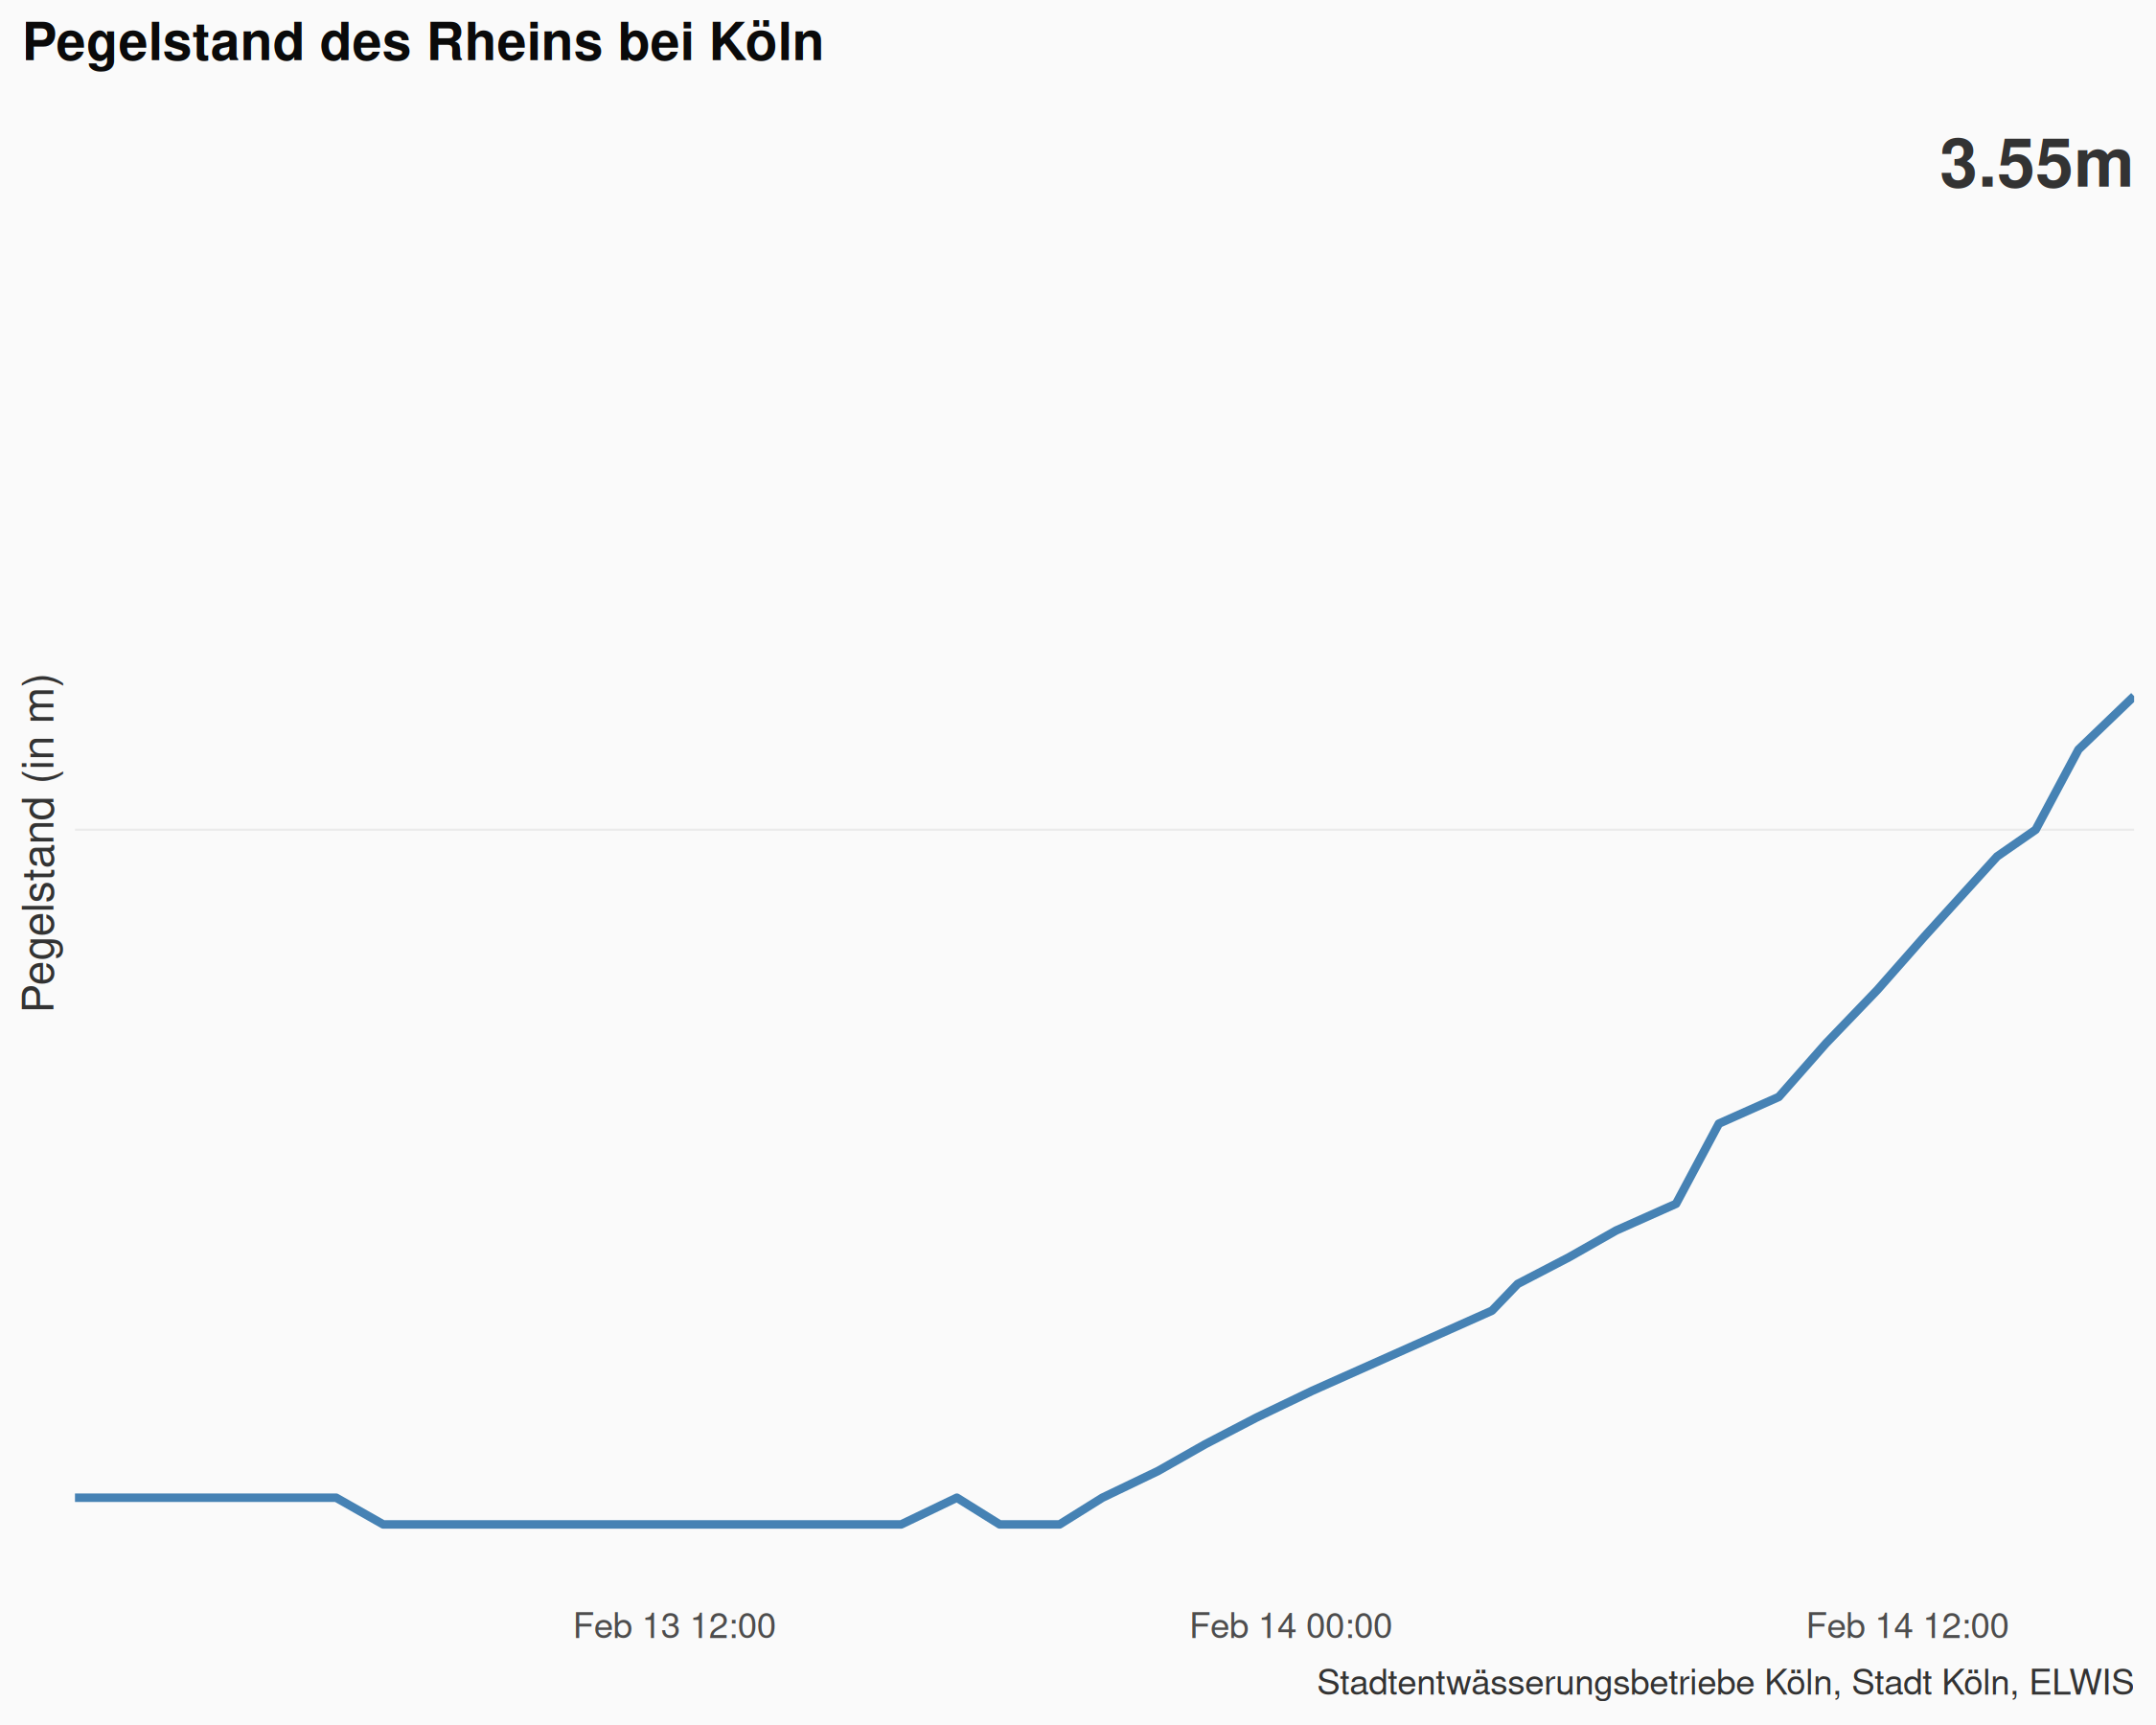 Pegelstand des Rheins bei Köln
3.55m
Pegelstand (in m)
Feb 13 12:00
Feb 14 00:00
Feb 14 12:00
Stadtentwässerungsbetriebe Köln, Stadt Köln, ELWIS